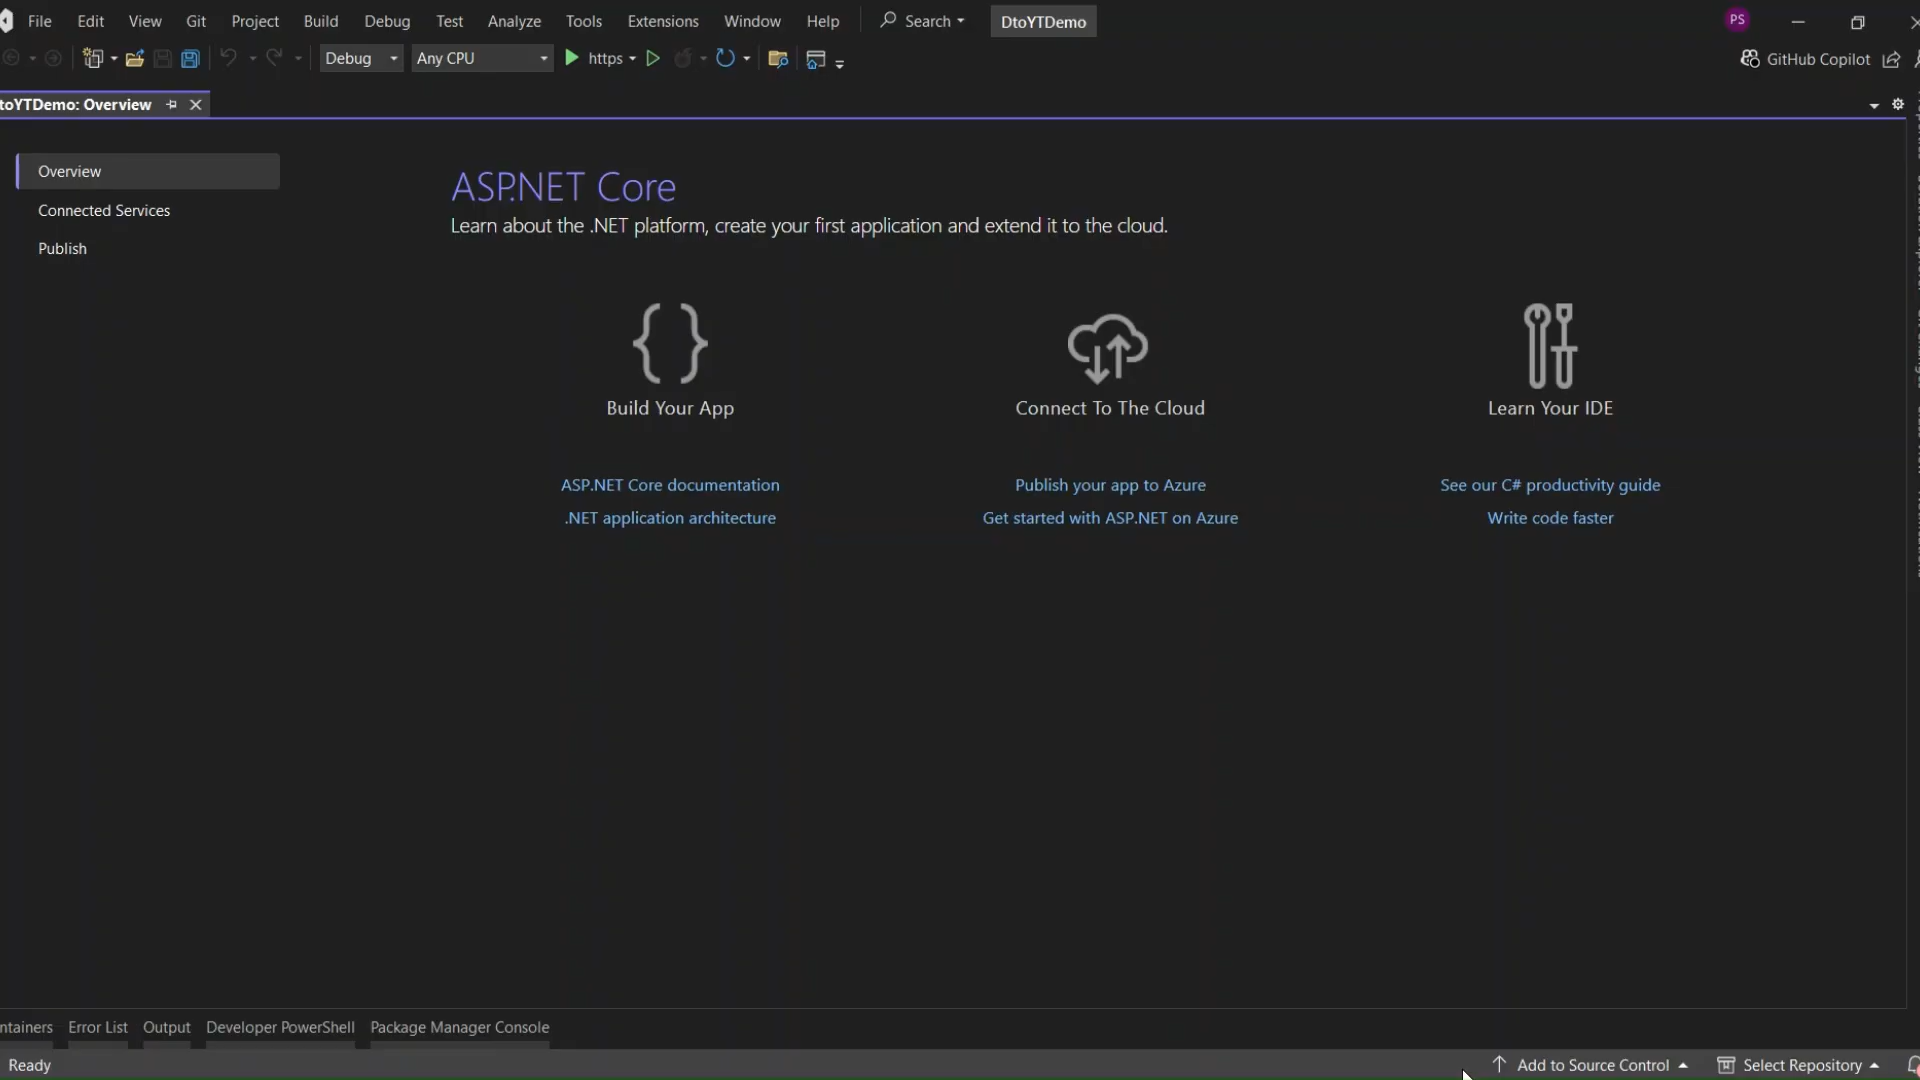 File Edit View Git Project Build Debug Test Analyze Tools Extensions Window Help Search DtoYTDemo PS
Debug Any CPU https GitHub Copilot
toYTDemo: Overview
Overview
Connected Services
Publish
ASP.NET Core
Learn about the .NET platform, create your first application and extend it to the cloud.
Build Your App Connect To The Cloud Learn Your IDE
ASP.NET Core documentation Publish your app to Azure See our C# productivity guide
.NET application architecture Get started with ASP.NET on Azure Write code faster
ntainers Error List Output Developer PowerShell Package Manager Console
Ready Add to Source Control Select Repository